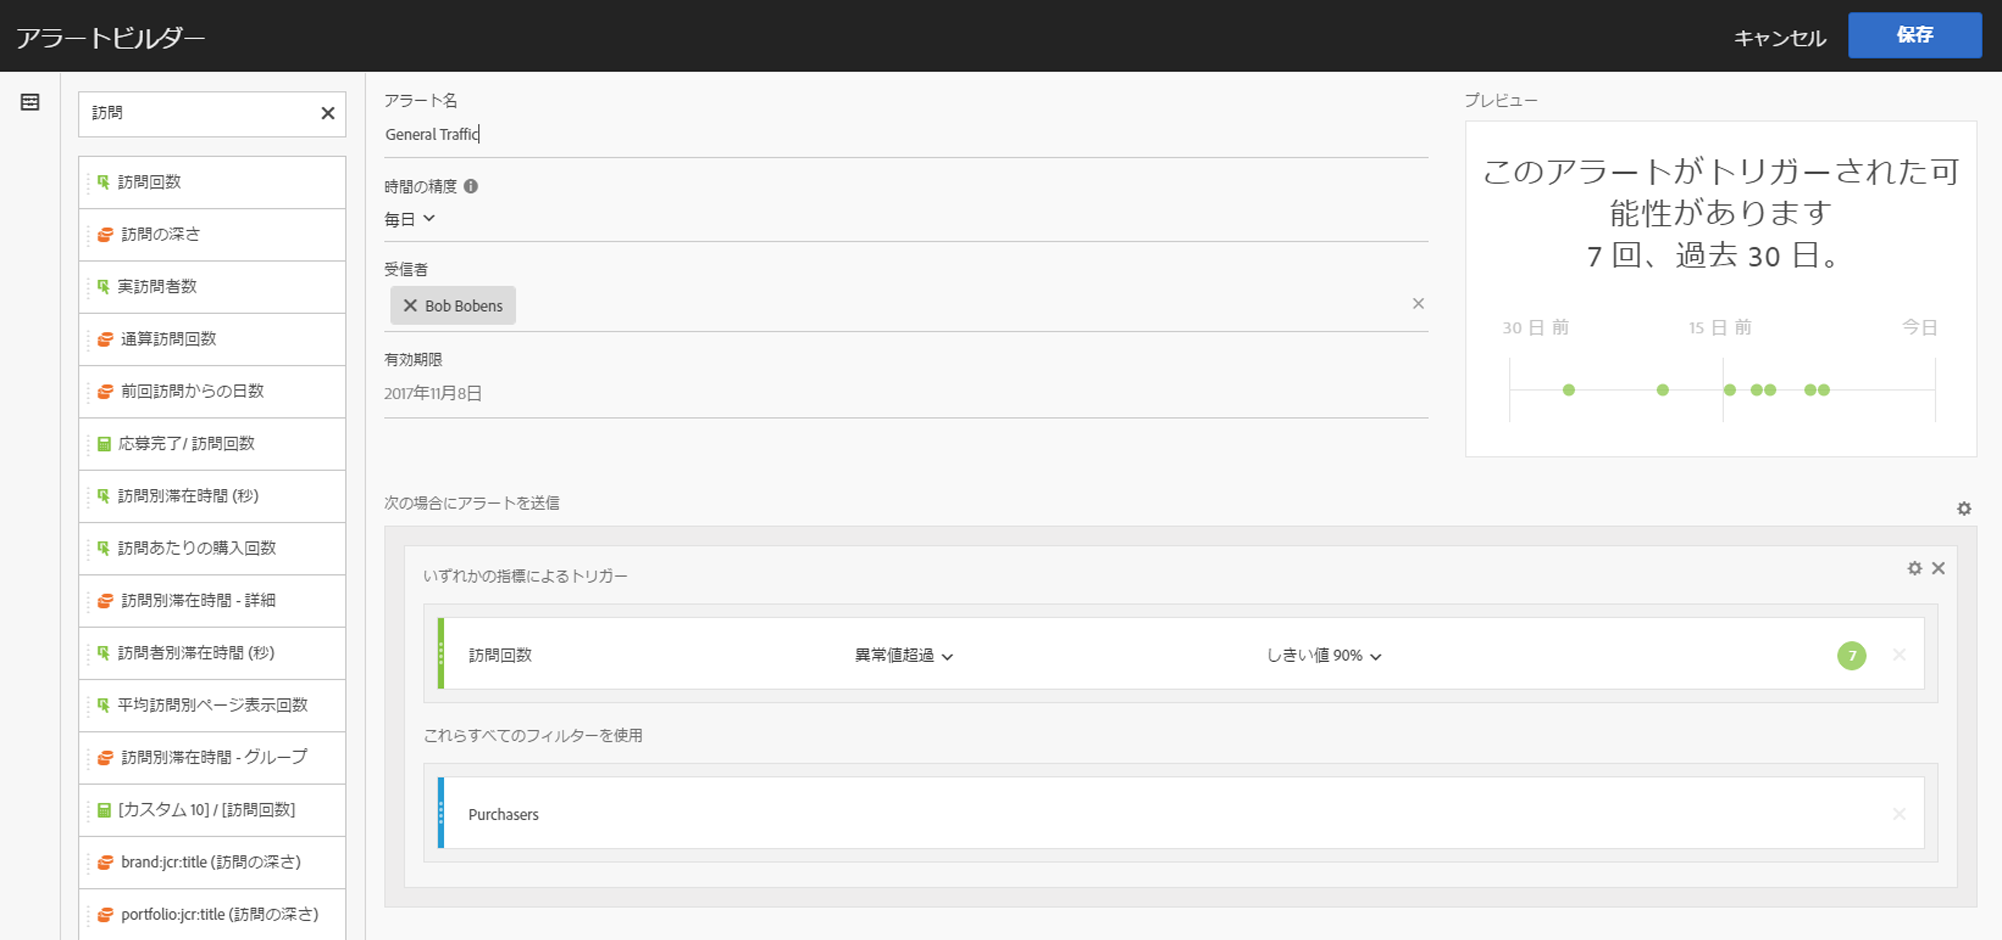 アラートビルダー
キャンセル
保存
訪問
訪問回数
訪問の深さ
実訪問者数
通算訪問回数
前回訪問からの日数
応募完了/ 訪問回数
訪問別滞在時間 (秒)
訪問あたりの購入回数
訪問別滞在時間 - 詳細
訪問者別滞在時間 (秒)
平均訪問別ページ表示回数
訪問別滞在時間 - グループ
[カスタム 10] / [訪問回数]
brand:jcr:title (訪問の深さ)
portfolio:jcr:title (訪問の深さ)
アラート名
General Traffic
時間の精度
毎日
受信者
Bob Bobens
有効期限
2017年11月8日
プレビュー
このアラートがトリガーされた可
能性があります
7 回、過去 30 日。
30 日 前
15 日 前
今日
次の場合にアラートを送信
いずれかの指標によるトリガー
訪問回数
異常値超過
しきい値 90%
7
これらすべてのフィルターを使用
Purchasers